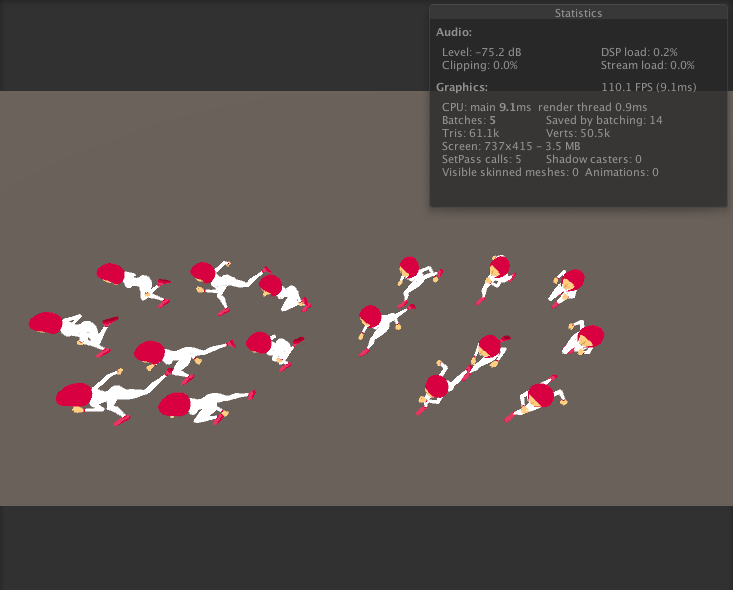 Statistics
Audio:
Level: -75.2 dB DSP load: 0.2%
Clipping: 0.0% Stream load: 0.0%
Graphics: 110.1 FPS (9.1ms)
CPU: main 9.1ms render thread 0.9ms
Batches: 5 Saved by batching: 14
Tris: 61.1k Verts: 50.5k
Screen: 737x415 - 3.5 MB
SetPass calls: 5 Shadow casters: 0
Visible skinned meshes: 0 Animations: 0